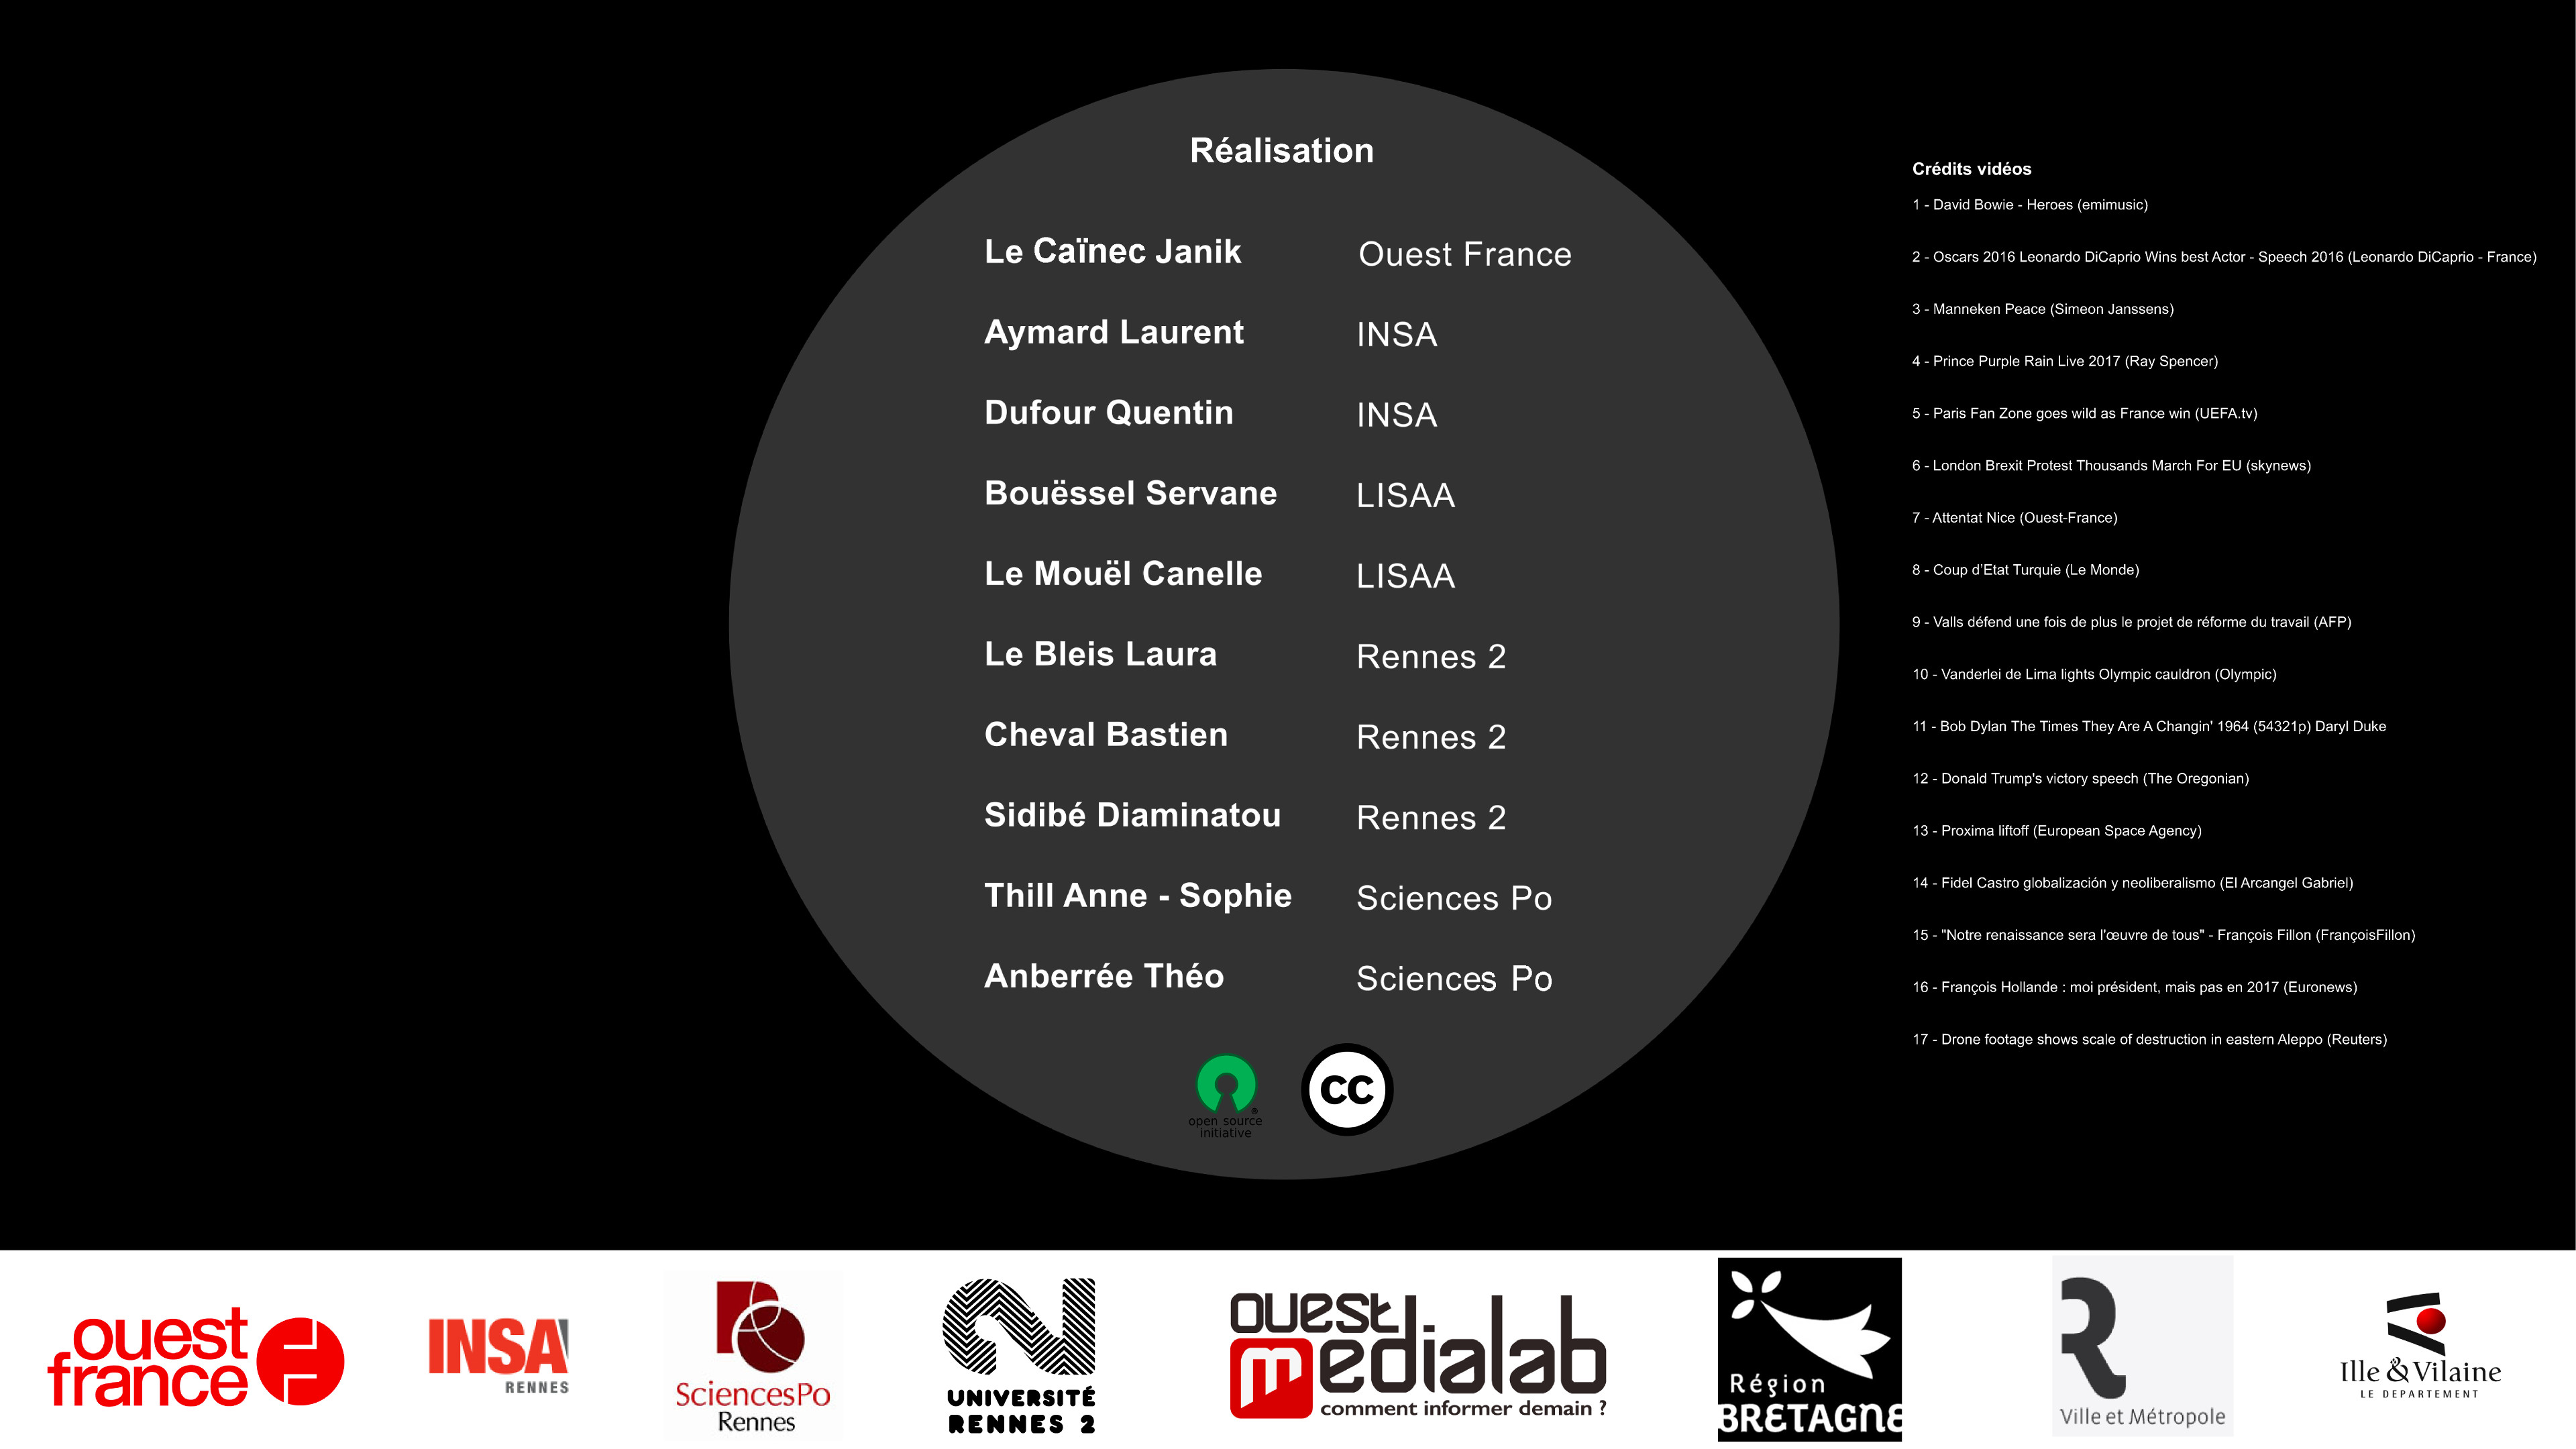 Réalisation
Le Caïnec Janik Ouest France
Aymard Laurent INSA
Dufour Quentin INSA
Bouëssel Servane LISAA
Le Mouël Canelle LISAA
Le Bleis Laura Rennes 2
Cheval Bastien Rennes 2
Sidibé Diaminatou Rennes 2
Thill Anne - Sophie Sciences Po
Anberrée Théo Sciences Po
open source
initiative
®
cc
Crédits vidéos
1 - David Bowie - Heroes (emimusic)
2 - Oscars 2016 Leonardo DiCaprio Wins best Actor - Speech 2016 (Leonardo DiCaprio - France)
3 - Manneken Peace (Simeon Janssens)
4 - Prince Purple Rain Live 2017 (Ray Spencer)
5 - Paris Fan Zone goes wild as France win (UEFA.tv)
6 - London Brexit Protest Thousands March For EU (skynews)
7 - Attentat Nice (Ouest-France)
8 - Coup d'Etat Turquie (Le Monde)
9 - Valls défend une fois de plus le projet de réforme du travail (AFP)
10 - Vanderlei de Lima lights Olympic cauldron (Olympic)
11 - Bob Dylan The Times They Are A Changin' 1964 (54321p) Daryl Duke
12 - Donald Trump's victory speech (The Oregonian)
13 - Proxima liftoff (European Space Agency)
14 - Fidel Castro globalización y neoliberalismo (El Arcangel Gabriel)
15 - "Notre renaissance sera l'œuvre de tous" - François Fillon (FrançoisFillon)
16 - François Hollande : moi président, mais pas en 2017 (Euronews)
17 - Drone footage shows scale of destruction in eastern Aleppo (Reuters)
ouest
france
INSA
RENNES
SciencesPo
Rennes
UNIVERSITÉ
RENNES 2
ouest
medialab
comment informer demain ?
Région
BRETAGNE
Ville et Métropole
Ille & Vilaine
LE DEPARTEMENT